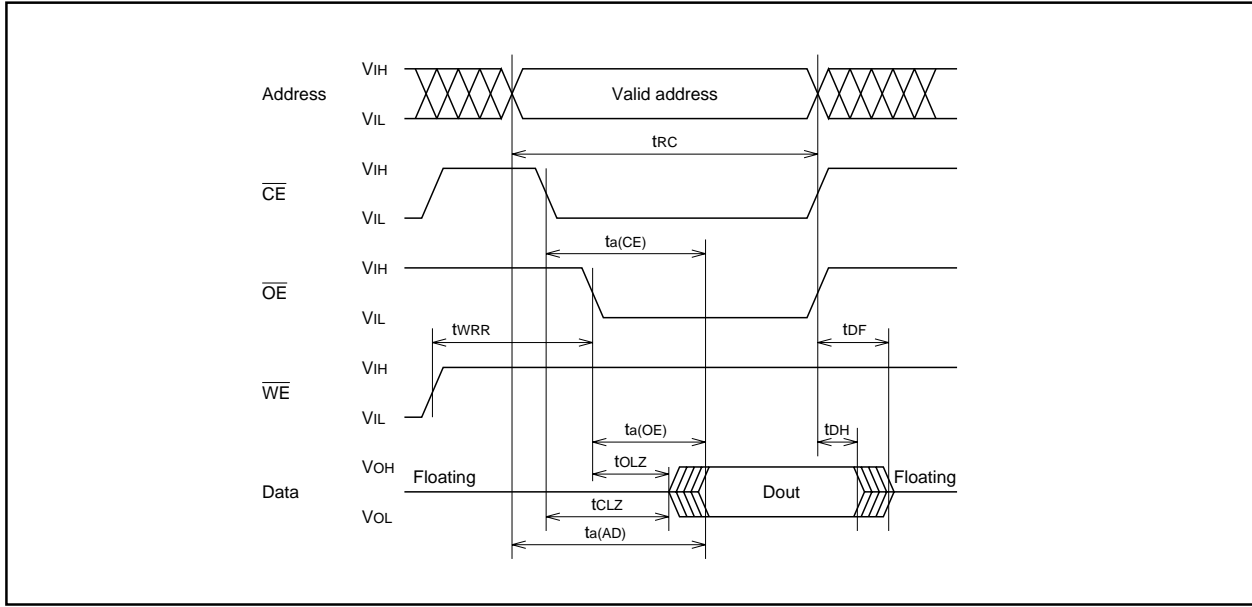 Address
VIH
VIL
Valid address
tRC
CE
VIH
VIL
ta(CE)
OE
VIH
VIL
tWRR
tDF
WE
VIH
VIL
ta(OE)
tDH
tOLZ
Data
VOH
VOL
Floating
Dout
Floating
tCLZ
ta(AD)